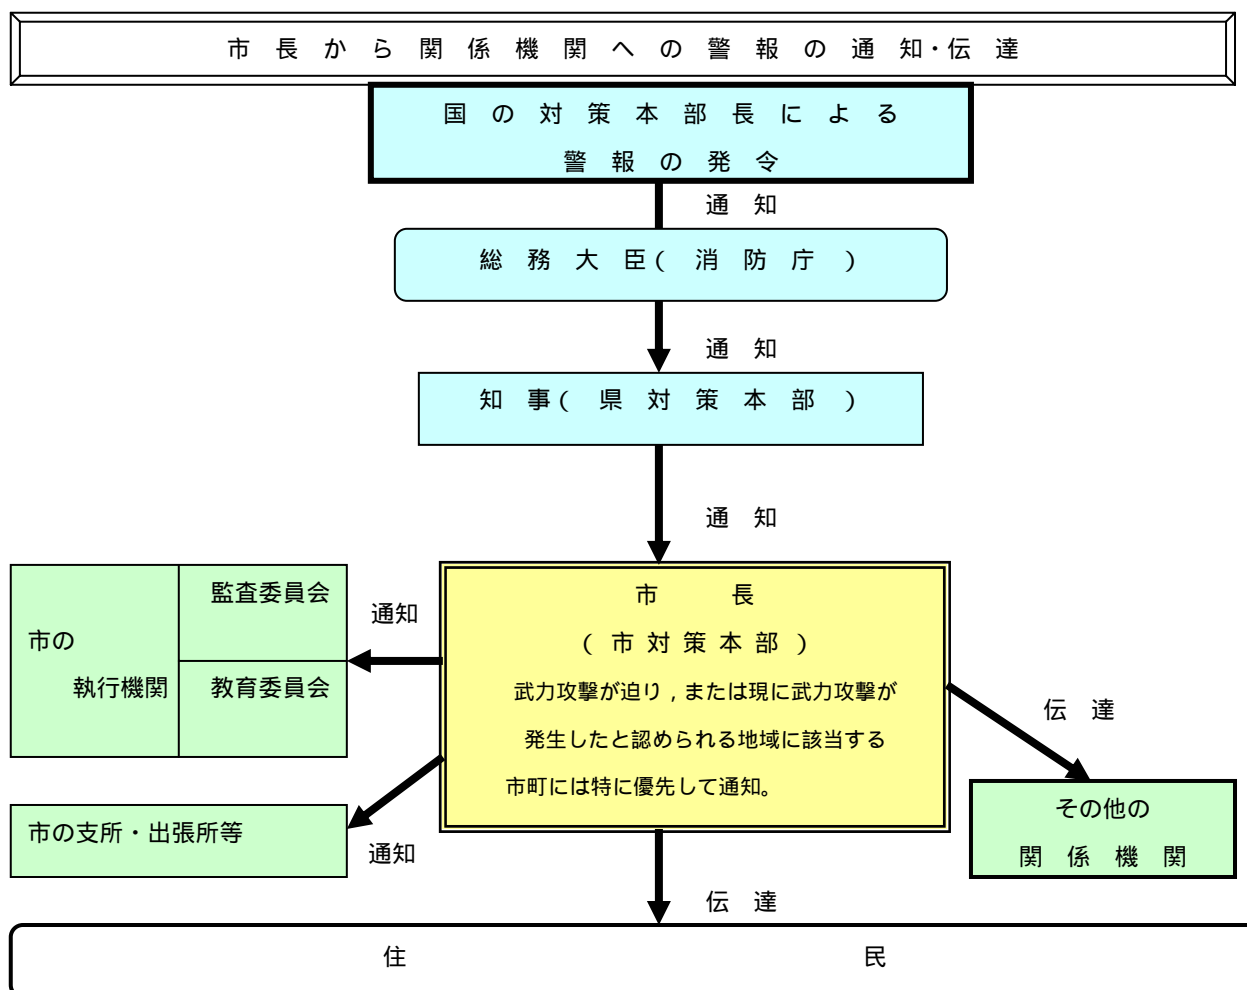 市長から関係機関への警報の通知・伝達
国の対策本部長による
警報の発令
通知
総務大臣(消防庁)
通知
知事(県対策本部)
通知
市の
執行機関
監査委員会
教育委員会
通知
市長
(市対策本部)
武力攻撃が迫り,または現に武力攻撃が
発生したと認められる地域に該当する
市町には特に優先して通知。
伝達
その他の
関係機関
市の支所・出張所等
通知
伝達
住民